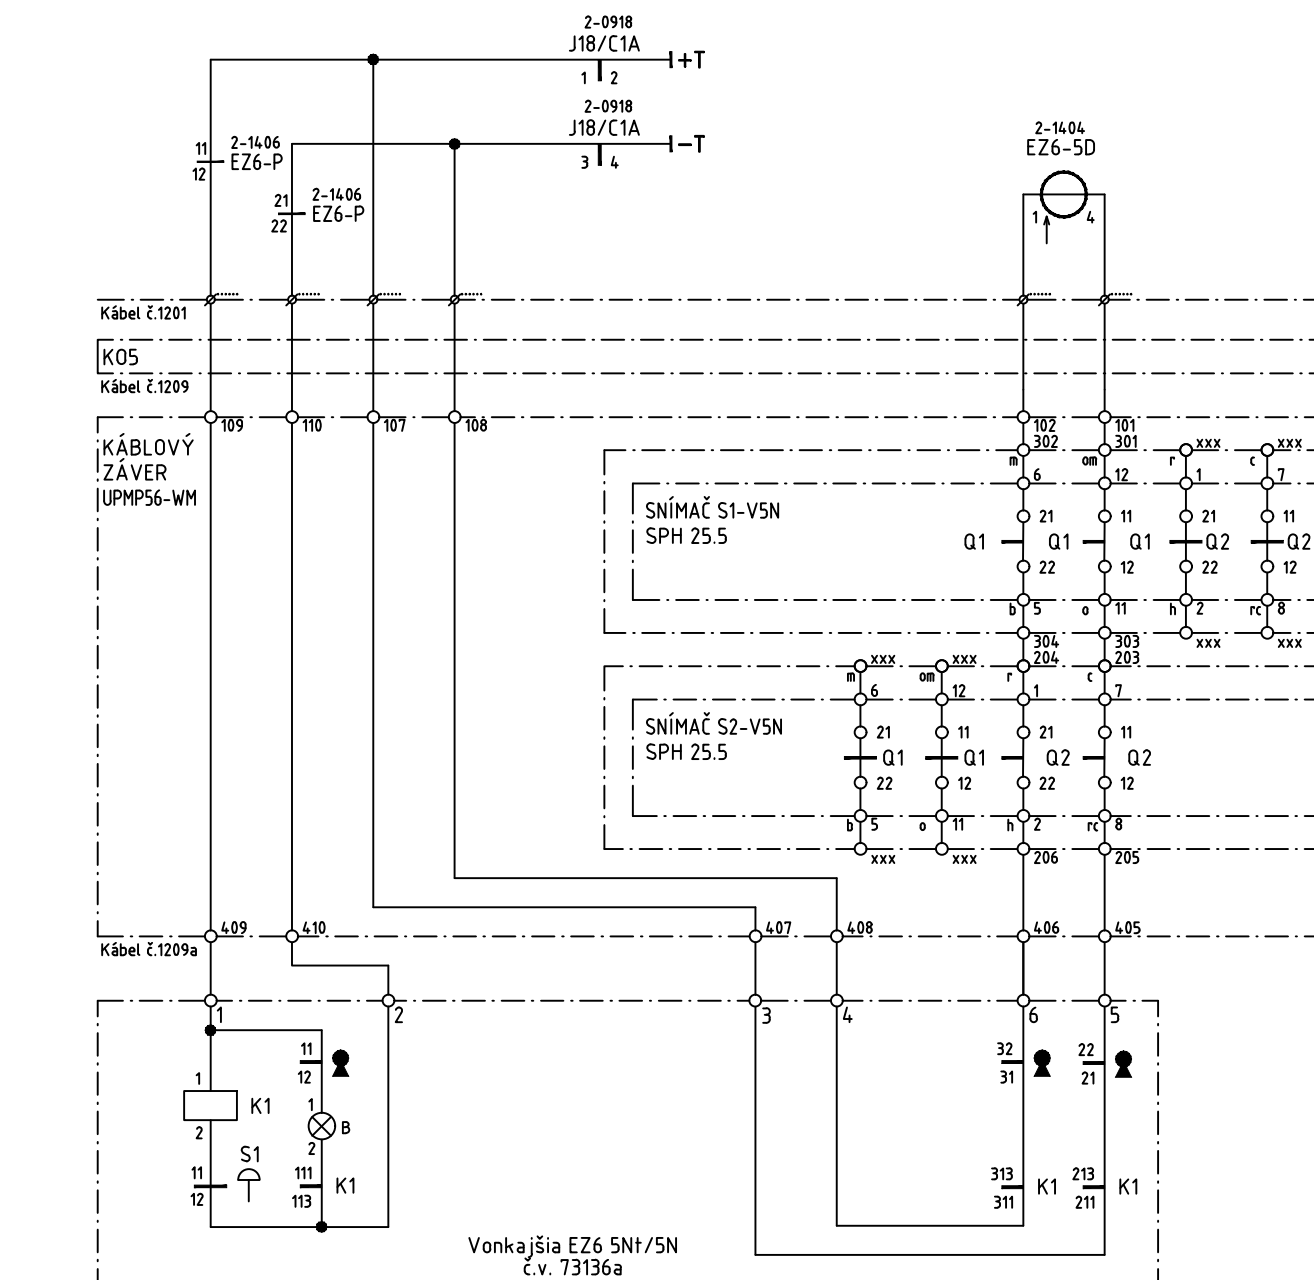 2-0918
J18/C1A
1 2
+T
2-0918
J18/C1A
3 4
-T
11
12
2-1406
EZ6-P
21
22
2-1406
EZ6-P
2-1404
EZ6-5D
1 4
Kábel č.1201
KO5
Kábel č.1209
109 110 107 108 102 101
KÁBLOVÝ
ZÁVER
UPMP56-WM
302 301 xxx xxx
m om r c
6 12 1 7
SNÍMAČ S1-V5N
SPH 25.5
21 11 21 11
Q1 Q1 Q1 Q2 Q2
22 12 22 12
b 5 o 11 h 2 rc 8
304 303 xxx xxx
xxx xxx 204 203
m om r c
6 12 1 7
SNÍMAČ S2-V5N
SPH 25.5
21 11 21 11
Q1 Q1 Q2 Q2
22 12 22 12
b 5 o 11 h 2 rc 8
xxx xxx 206 205
409 410 407 408 406 405
Kábel č.1209a
1 2 3 4 6 5
11
12
32
31
22
21
1
K1
2
1
B
2
S1
11
12
111
113
K1
313
311
K1
213
211
K1
Vonkajšia EZ6 5Nt/5N
č.v. 73136a